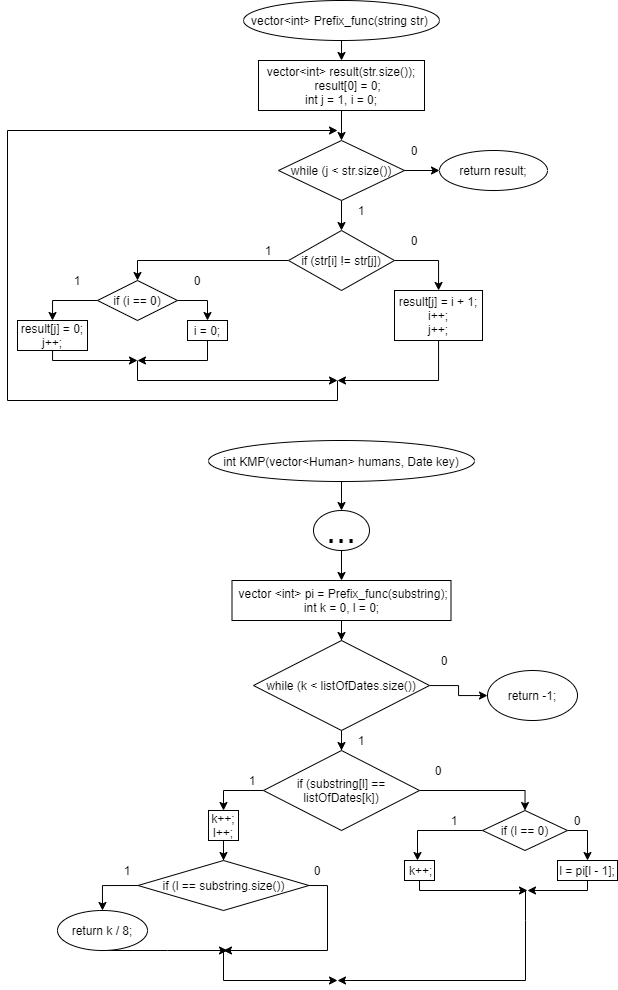 vector<int> Prefix_func(string str)
vector<int> result(str.size());
result[0] = 0;
int j = 1, i = 0;
while (j < str.size())
0
return result;
1
if (str[i] != str[j])
1
0
if (i == 0)
1
0
result[j] = 0;
j++;
i = 0;
result[j] = i + 1;
i++;
j++;
int KMP(vector<Human> humans, Date key)
...
vector <int> pi = Prefix_func(substring);
int k = 0, l = 0;
while (k < listOfDates.size())
0
return -1;
1
if (substring[l] ==
listOfDates[k])
1
0
k++;
l++;
if (l == 0)
1
0
k++;
l = pi[l - 1];
if (l == substring.size())
1
0
return k / 8;